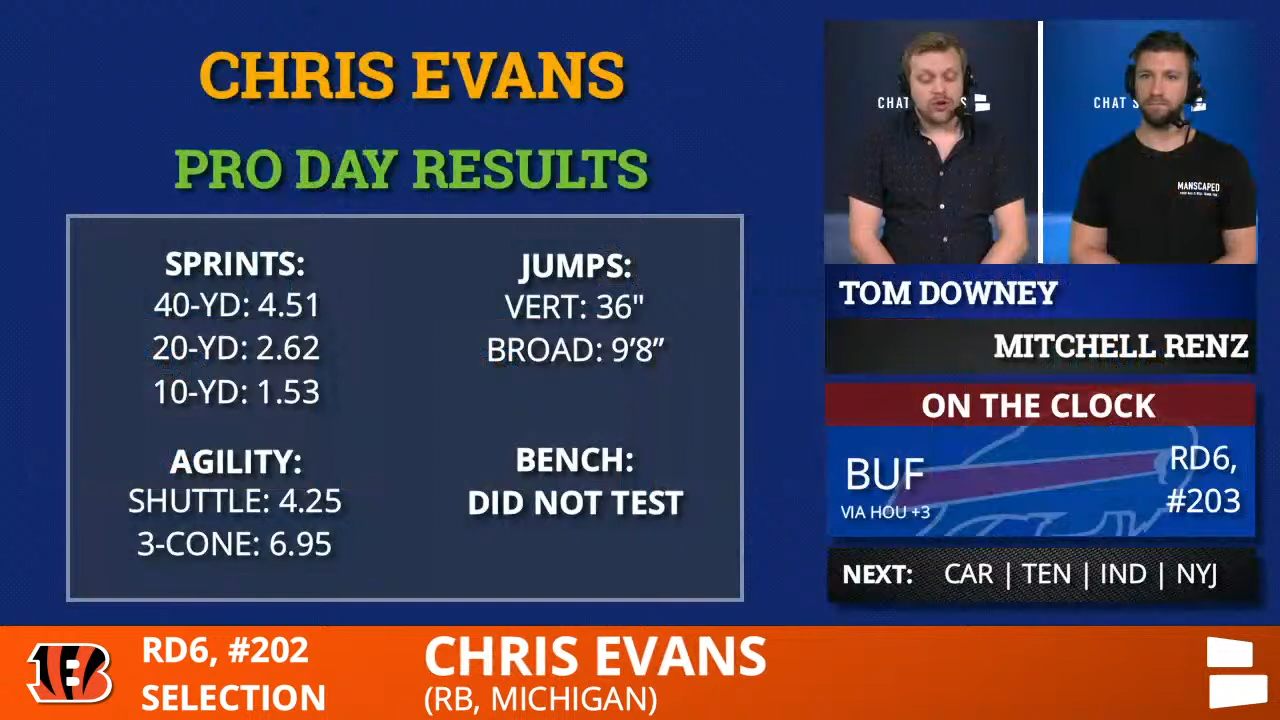 CHRIS EVANS
PRO DAY RESULTS
SPRINTS:
40-YD: 4.51
20-YD: 2.62
10-YD: 1.53
JUMPS:
VERT: 36"
BROAD: 9’8”
AGILITY:
SHUTTLE: 4.25
3-CONE: 6.95
BENCH:
DID NOT TEST
CHAT
CHAT
MANSCAPED
TOM DOWNEY
MITCHELL RENZ
ON THE CLOCK
BUF
VIA HOU +3
RD6,
#203
NEXT: CAR | TEN | IND | NYJ
RD6, #202
SELECTION
CHRIS EVANS
(RB, MICHIGAN)